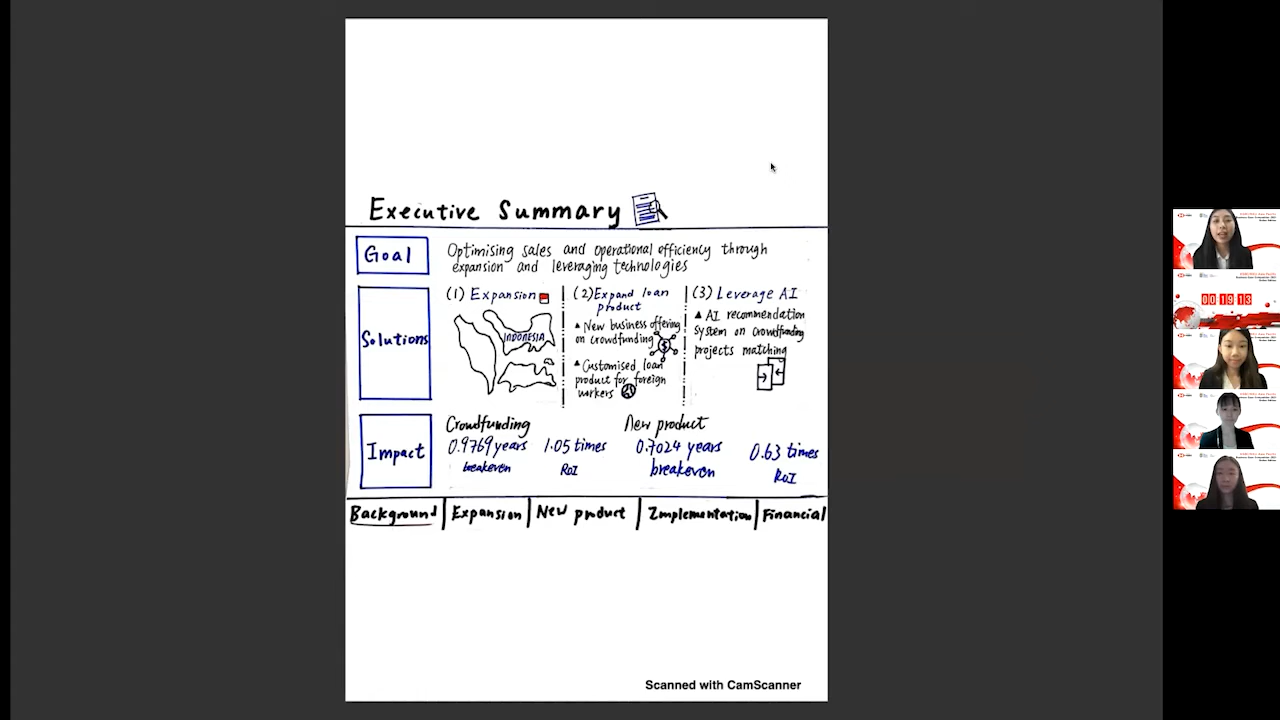 Executive Summary
Goal
Optimising sales and operational efficiency through
expansion and leveraging technologies
Solutions
(1) Expansion
INDONESIA
(2) Expand loan
product
New business offering
on crowdfunding
Customised loan
product for foreign
workers
(3) Leverage AI
AI recommendation
system on crowdfunding
projects matching
Impact
Crowdfunding
0.9769 years
breakeven
1.05 times
ROI
New product
0.7024 years
breakeven
0.63 times
ROI
Background
Expansion
New product
Implementation
Financial
Scanned with CamScanner
00 19 13